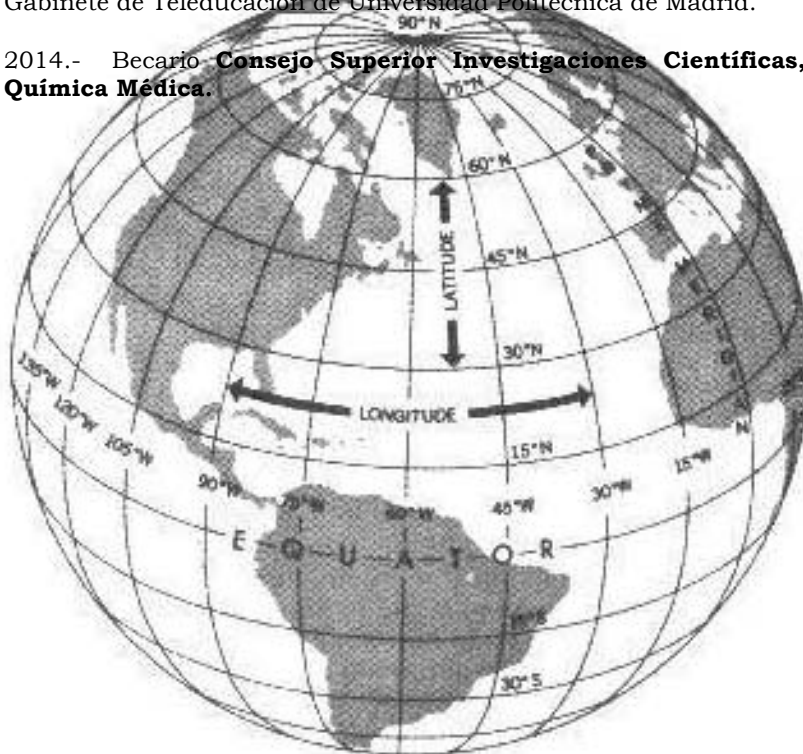 Gabinete de Teleducación de Universidad Politécnica de Madrid.
90° N
2014.- Becario Consejo Superior Investigaciones Científicas,
Química Médica.
75° N
60° N
LATITUDE
45° N
30° N
LONGITUDE
15° N
135° W
120° W
105° W
90° W
75° W
60° W
45° W
30° W
15° W
EQUATOR
15° S
30° S